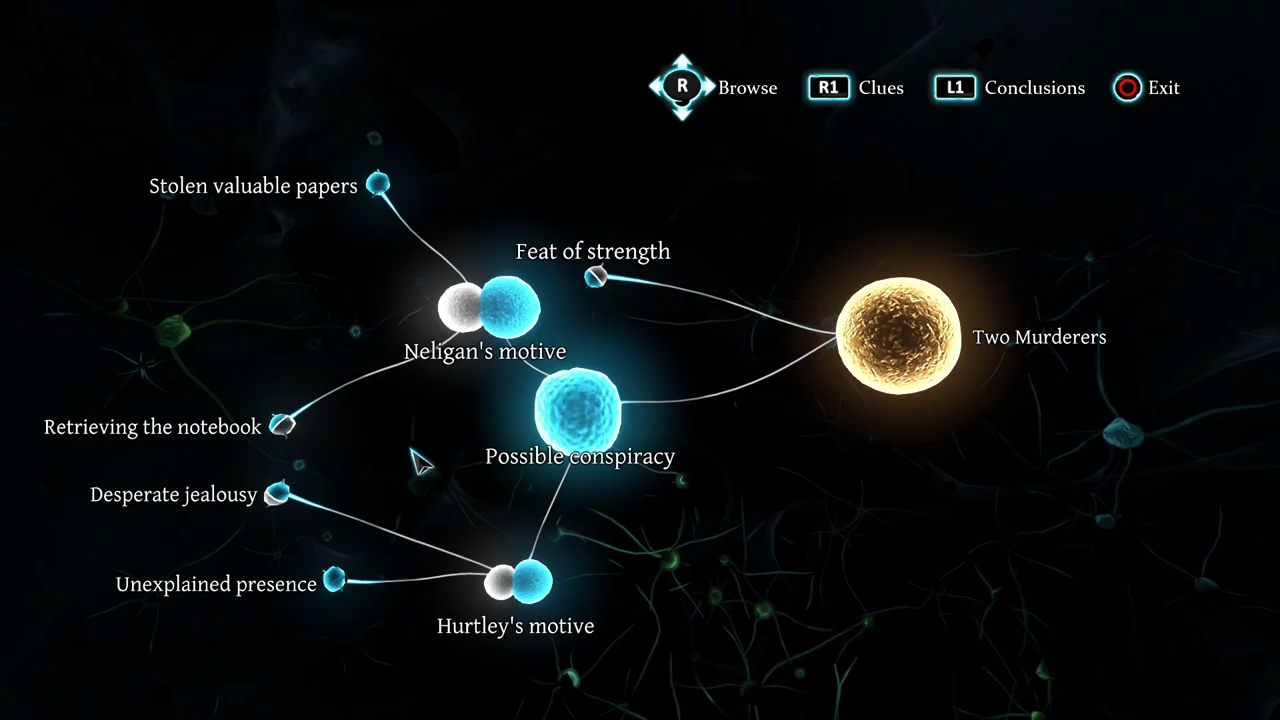 R Browse R1 Clues L1 Conclusions Exit
Stolen valuable papers
Feat of strength
Two Murderers
Neligan's motive
Retrieving the notebook
Possible conspiracy
Desperate jealousy
Unexplained presence
Hurtley's motive